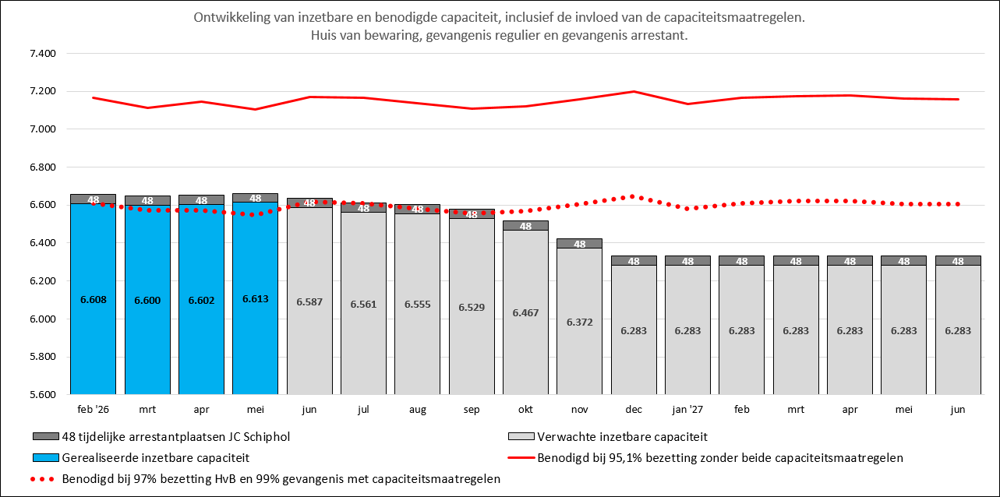 Ontwikkeling van inzetbare en benodigde capaciteit, inclusief de invloed van de capaciteitsmaatregelen.
Huis van bewaring, gevangenis regulier en gevangenis arrestant.
7.400
7.200
7.000
6.800
6.600
6.400
6.200
6.000
5.800
5.600
48 48 48 48 48 48 48 48 48 48 48 48 48 48 48 48 48
6.608 6.600 6.602 6.613 6.587 6.561 6.555 6.529 6.467 6.372 6.283 6.283 6.283 6.283 6.283 6.283 6.283
feb '26 mrt apr mei jun jul aug sep okt nov dec jan '27 feb mrt apr mei jun
48 tijdelijke arrestantplaatsen JC Schiphol
Verwachte inzetbare capaciteit
Gerealiseerde inzetbare capaciteit
Benodigd bij 95,1% bezetting zonder beide capaciteitsmaatregelen
Benodigd bij 97% bezetting HvB en 99% gevangenis met capaciteitsmaatregelen